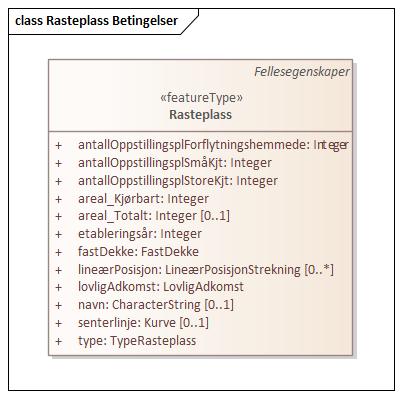 class Rasteplass Betingelser
Fellesegenskaper
«featureType»
Rasteplass
+ antallOppstillingsplForflytningshemmede: Integer
+ antallOppstillingsplSmåKjt: Integer
+ antallOppstillingsplStoreKjt: Integer
+ areal_Kjørbart: Integer
+ areal_Totalt: Integer [0..1]
+ etableringsår: Integer
+ fastDekke: FastDekke
+ lineærPosisjon: LineærPosisjonStrekning [0..*]
+ lovligAdkomst: LovligAdkomst
+ navn: CharacterString [0..1]
+ senterlinje: Kurve [0..1]
+ type: TypeRasteplass